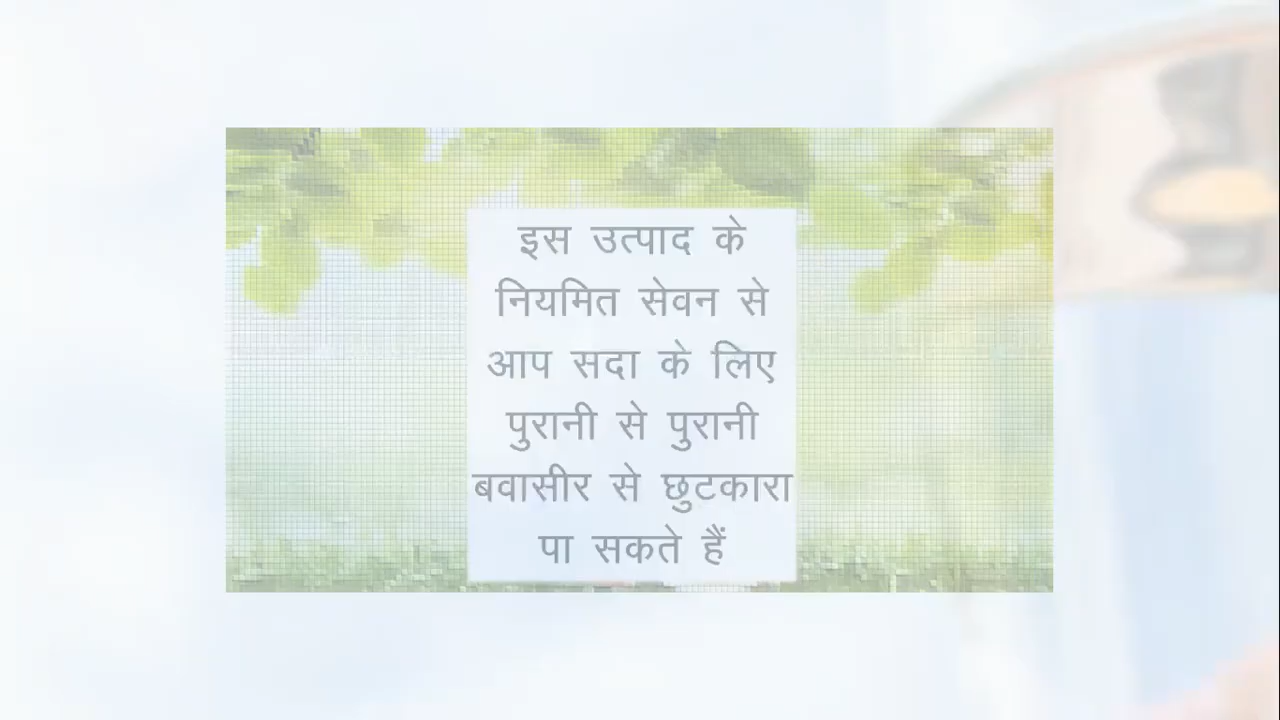 इस उत्पाद के
नियमित सेवन से
आप सदा के लिए
पुरानी से पुरानी
बवासीर से छुटकारा
पा सकते हैं